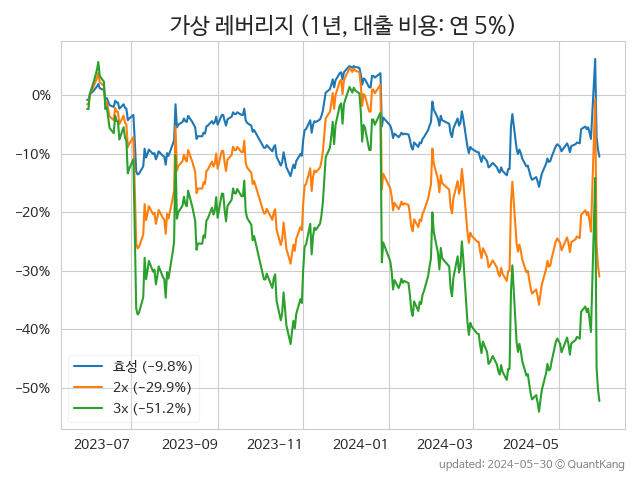 가상 레버리지 (1년, 대출 비용: 연 5%)
0%
−10%
−20%
−30%
−40%
−50%
효성 (−9.8%)
2x (−29.9%)
3x (−51.2%)
2023−07 2023−09 2023−11 2024−01 2024−03 2024−05
updated: 2024-05-30 © QuantKang